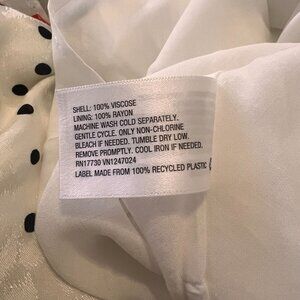 SHELL: 100% VISCOSE
LINING: 100% RAYON
MACHINE WASH COLD SEPARATELY.
GENTLE CYCLE. ONLY NON-CHLORINE
BLEACH IF NEEDED. TUMBLE DRY LOW.
REMOVE PROMPTLY. COOL IRON IF NEEDED.
RN17730 VN1247024
LABEL MADE FROM 100% RECYCLED PLASTIC